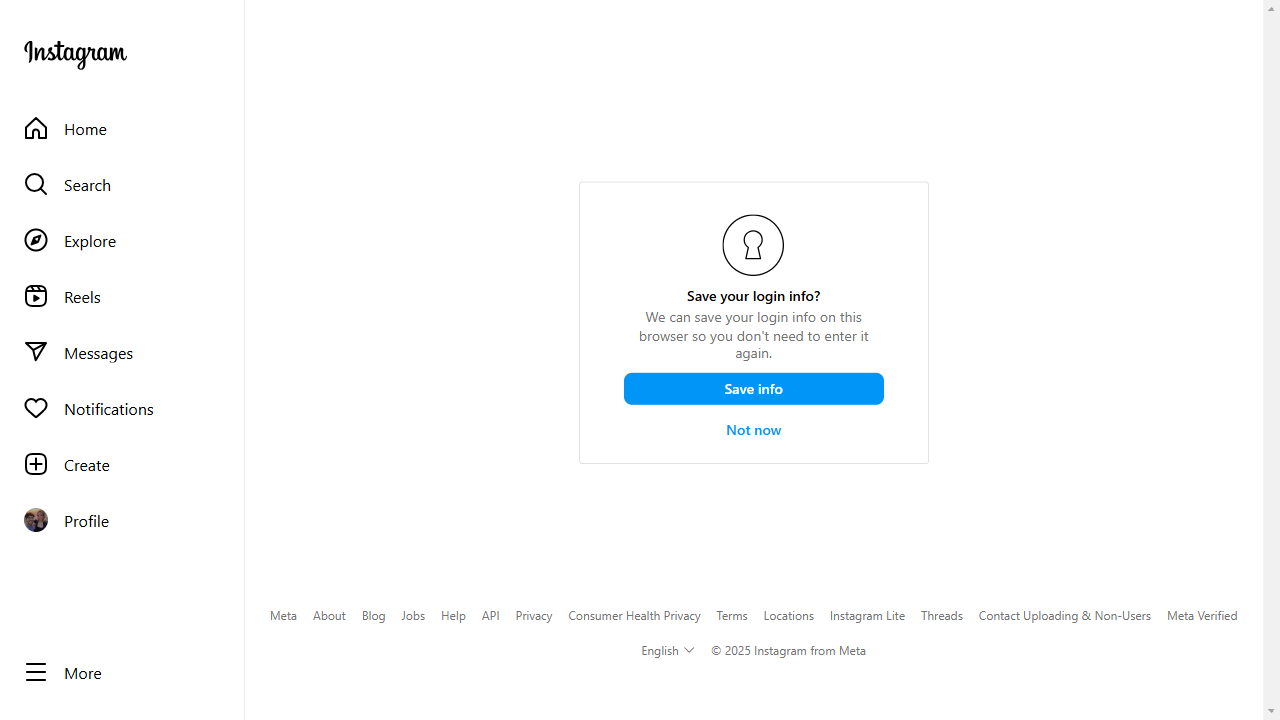 Instagram
Home
Search
Explore
Reels
Messages
Notifications
Create
Profile
More
Save your login info?
We can save your login info on this
browser so you don't need to enter it
again.
Save info
Not now
Meta About Blog Jobs Help API Privacy Consumer Health Privacy Terms Locations Instagram Lite Threads Contact Uploading & Non-Users Meta Verified
English © 2025 Instagram from Meta